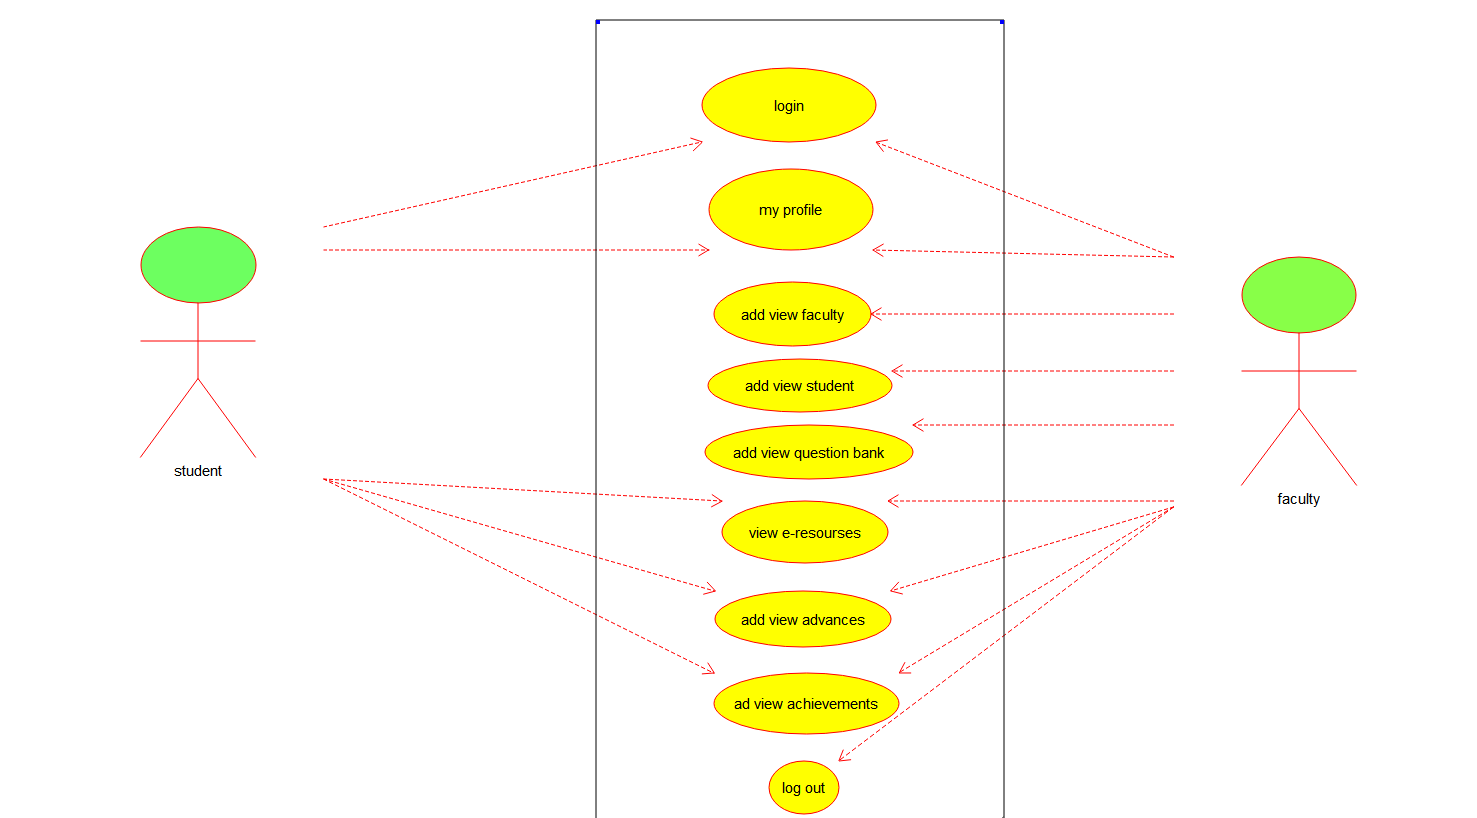 login
my profile
add view faculty
add view student
student
add view question bank
faculty
view e-resourses
add view advances
ad view achievements
log out